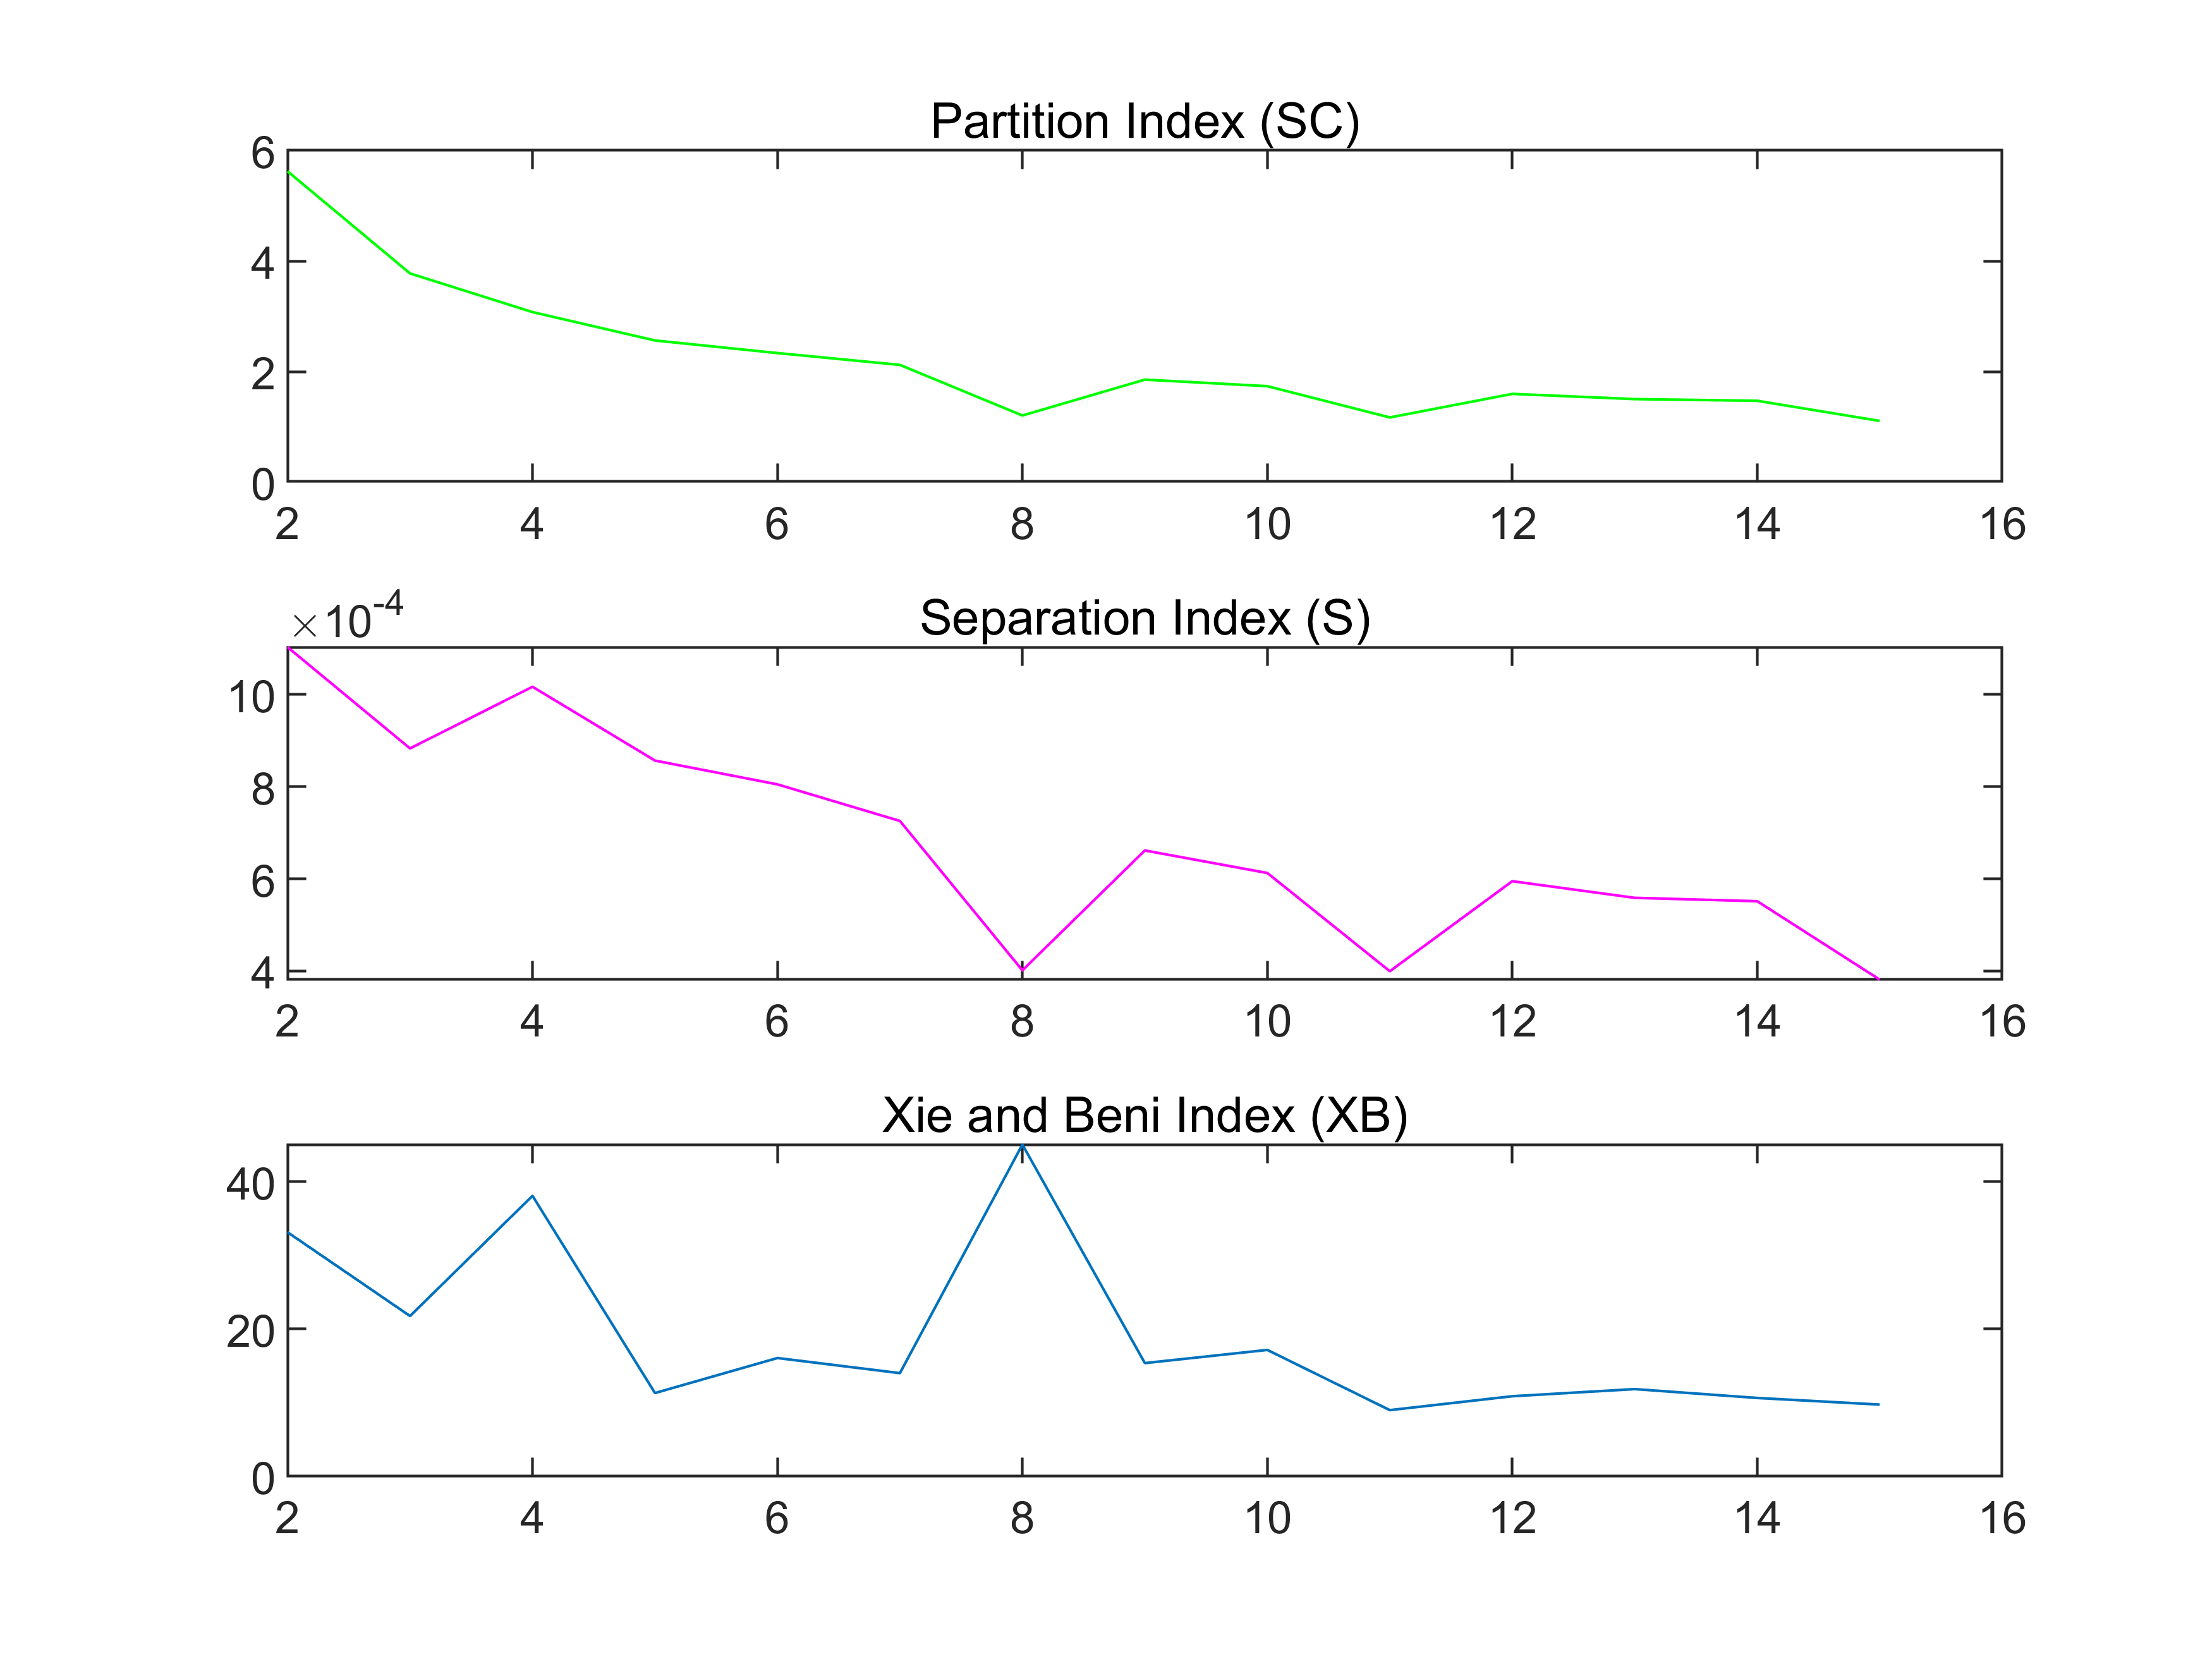 Partition Index (SC)
6
4
2
0
2 4 6 8 10 12 14 16
×10-4
Separation Index (S)
10
8
6
4
2 4 6 8 10 12 14 16
Xie and Beni Index (XB)
40
20
0
2 4 6 8 10 12 14 16